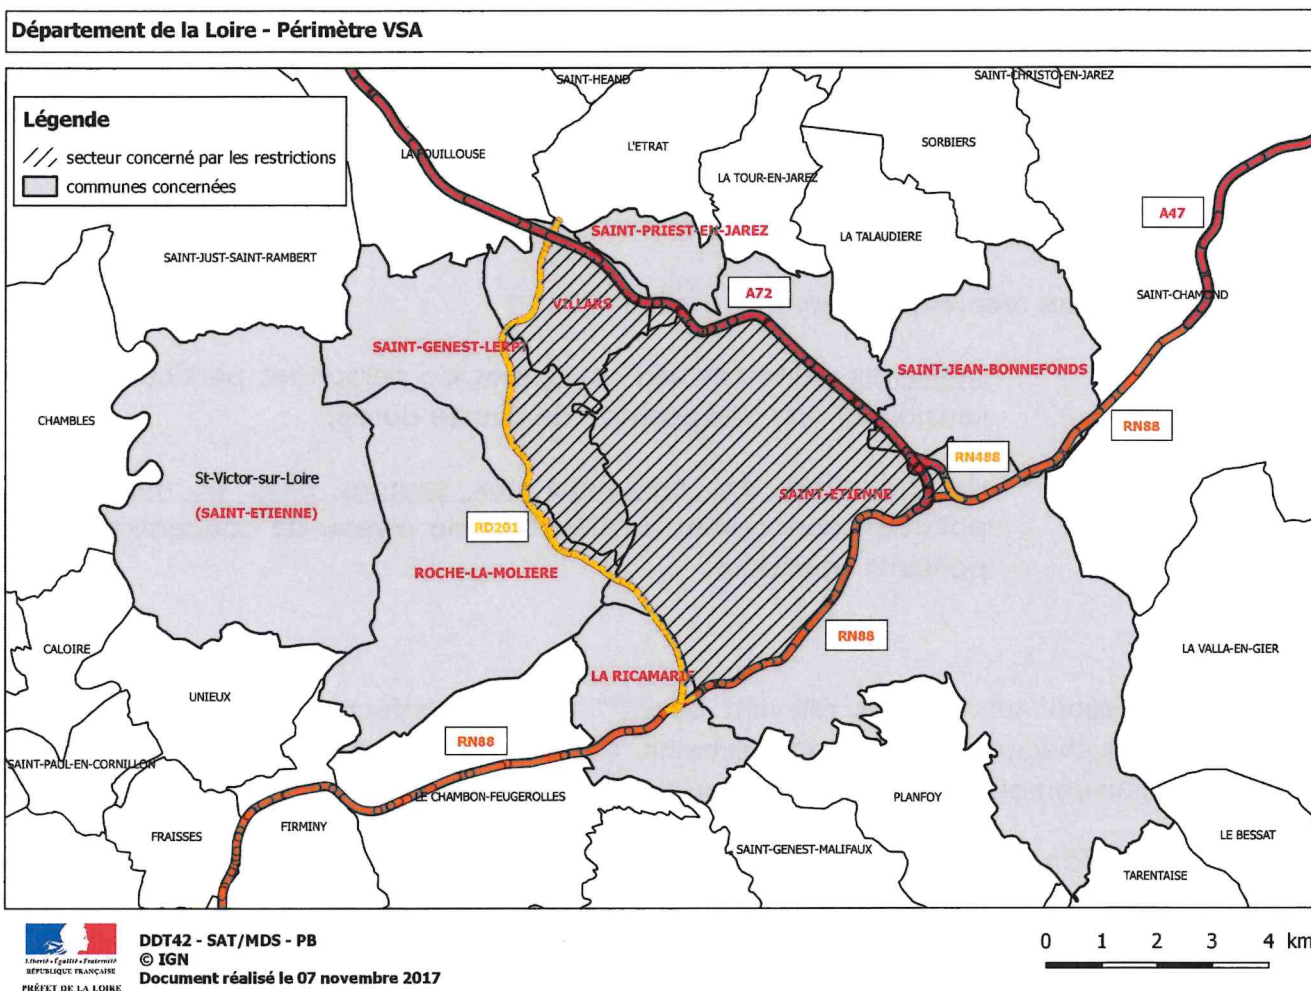 Département de la Loire - Périmètre VSA
Légende
secteur concerné par les restrictions
communes concernées
SAINT-HEAND
SAINT-CHRISTO-EN-JAREZ
LA FOUILLOUSE
L'ETRAT
SORBIERS
LA TOUR-EN-JAREZ
A47
SAINT-PRIEST-EN-JAREZ
LA TALAUDIERE
SAINT-JUST-SAINT-RAMBERT
A72
SAINT-CHAMOND
VILLARS
SAINT-GENEST-LERPT
SAINT-JEAN-BONNEFONDS
CHAMBLES
RN88
RN488
St-Victor-sur-Loire
(SAINT-ETIENNE)
SAINT-ETIENNE
RD201
ROCHE-LA-MOLIERE
RN88
CALOIRE
LA VALLA-EN-GIER
LA RICAMARIE
UNIEUX
RN88
SAINT-PAUL-EN-CORNILLON
LE CHAMBON-FEUGEROLLES
PLANFOY
FIRMINY
FRAISSES
LE BESSAT
SAINT-GENEST-MALIFAUX
TARENTAISE
Liberté • Égalité • Fraternité
RÉPUBLIQUE FRANÇAISE
PRÉFET DE LA LOIRE
DDT42 - SAT/MDS - PB
© IGN
Document réalisé le 07 novembre 2017
0 1 2 3 4 km